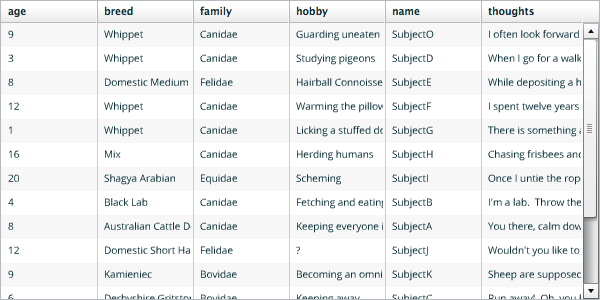 age breed family hobby name thoughts
9 Whippet Canidae Guarding uneaten SubjectO I often look forward
3 Whippet Canidae Studying pigeons SubjectD When I go for a walk
8 Domestic Medium Felidae Hairball Connoisse SubjectE While depositing a h
12 Whippet Canidae Warming the pillow SubjectF I spent twelve years
1 Whippet Canidae Licking a stuffed do SubjectG There is something a
16 Mix Canidae Herding humans SubjectH Chasing frisbees and
20 Shagya Arabian Equidae Scheming SubjectI Once I untie the rop
4 Black Lab Canidae Fetching and eating SubjectB I'm a lab. Throw the
8 Australian Cattle D Canidae Keeping everyone i SubjectA You there, calm dow
12 Domestic Short Ha Felidae ? SubjectJ Wouldn't you like to
9 Kamieniec Bovidae Becoming an omni SubjectK Sheep are supposed
6 Derbyshire Gritston Bovidae Keeping away SubjectC Run away! Oh, you